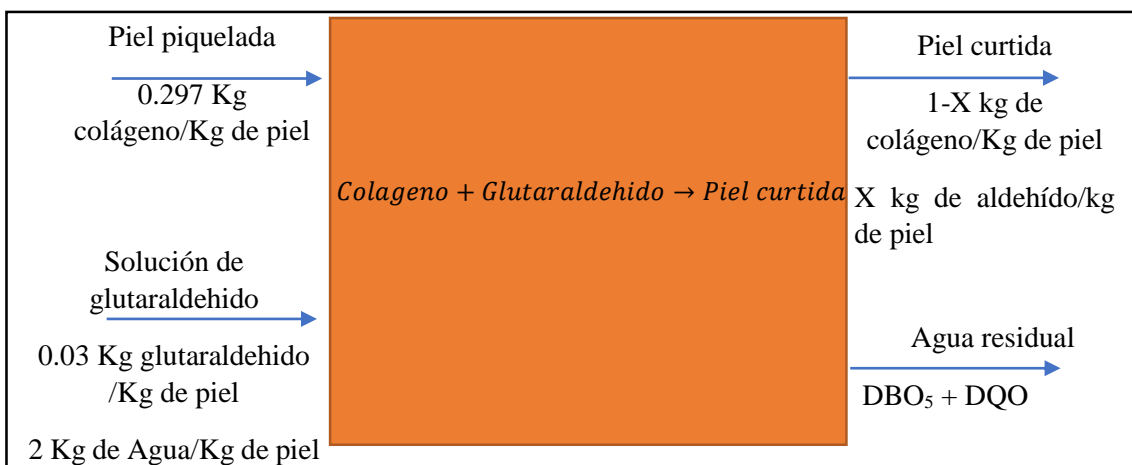 Piel piquelada
0.297 Kg
colágeno/Kg de piel
Solución de
glutaraldehido
0.03 Kg glutaraldehido
/Kg de piel
2 Kg de Agua/Kg de piel
Colageno + Glutaraldehido → Piel curtida
Piel curtida
1-X kg de
colágeno/Kg de piel
X kg de aldehído/kg
de piel
Agua residual
DBO₅ + DQO